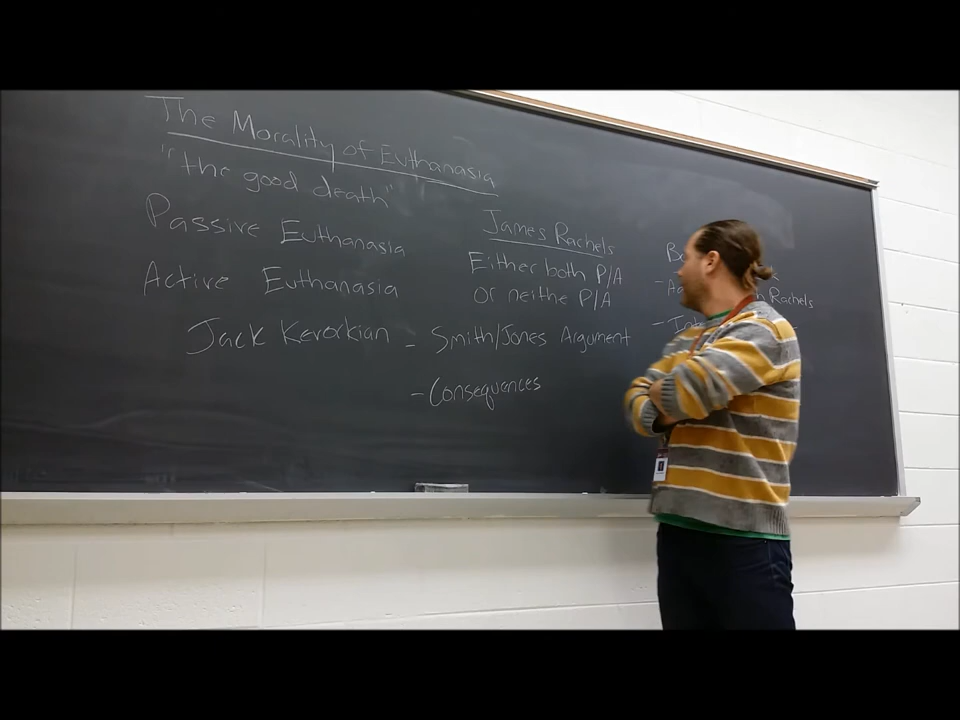 The Morality of Euthanasia
"the good death"
Passive Euthanasia
Active Euthanasia
Jack Kevorkian
James Rachels
Either both P/A
or neithe P/A
- Smith/Jones Argument
- Consequences
Rachels